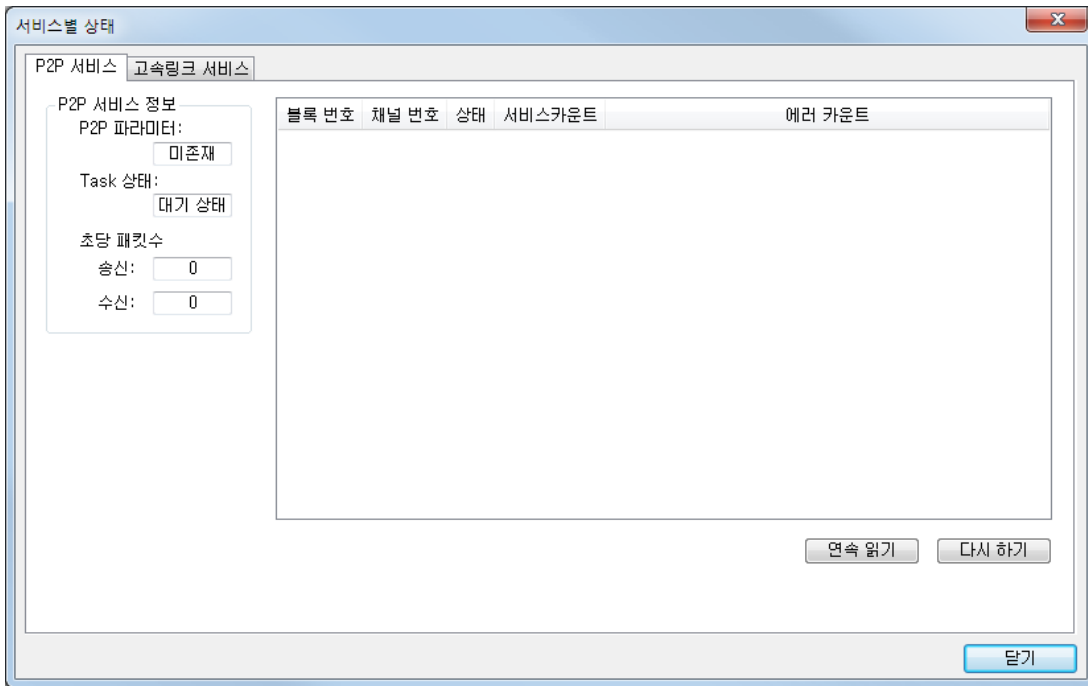 서비스별 상태
P2P 서비스 고속링크 서비스
P2P 서비스 정보
P2P 파라미터:
미존재
Task 상태:
대기 상태
초당 패킷수
송신: 0
수신: 0
블록 번호 채널 번호 상태 서비스카운트 에러 카운트
연속 읽기 다시 하기
닫기